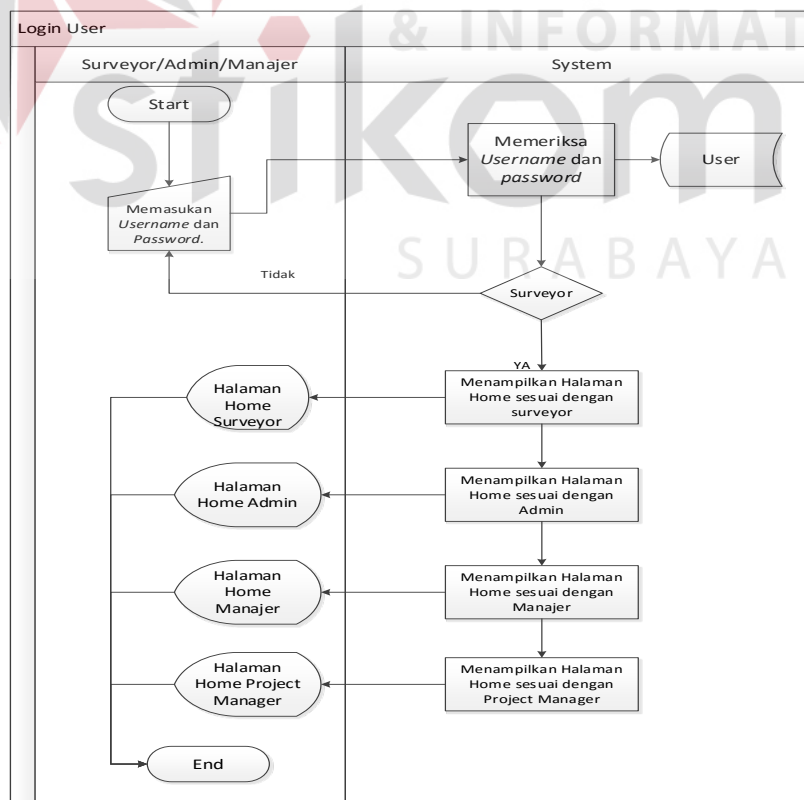 & INFORMAT
Login User
Surveyor/Admin/Manajer
System
stikom
SURABAYA
Start
Memeriksa
Username dan
password
User
Memasukan
Username dan
Password.
Tidak
Surveyor
YA
Halaman
Home
Surveyor
Menampilkan Halaman
Home sesuai dengan
surveyor
Halaman
Home Admin
Menampilkan Halaman
Home sesuai dengan
Admin
Halaman
Home
Manajer
Menampilkan Halaman
Home sesuai dengan
Manajer
Halaman
Home Project
Manager
Menampilkan Halaman
Home sesuai dengan
Project Manager
End